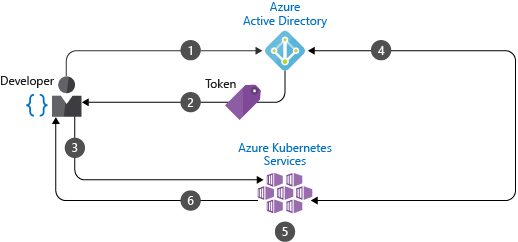 Azure
Active Directory
1
4
Developer
Token
{ }
2
3
Azure Kubernetes
Services
6
5